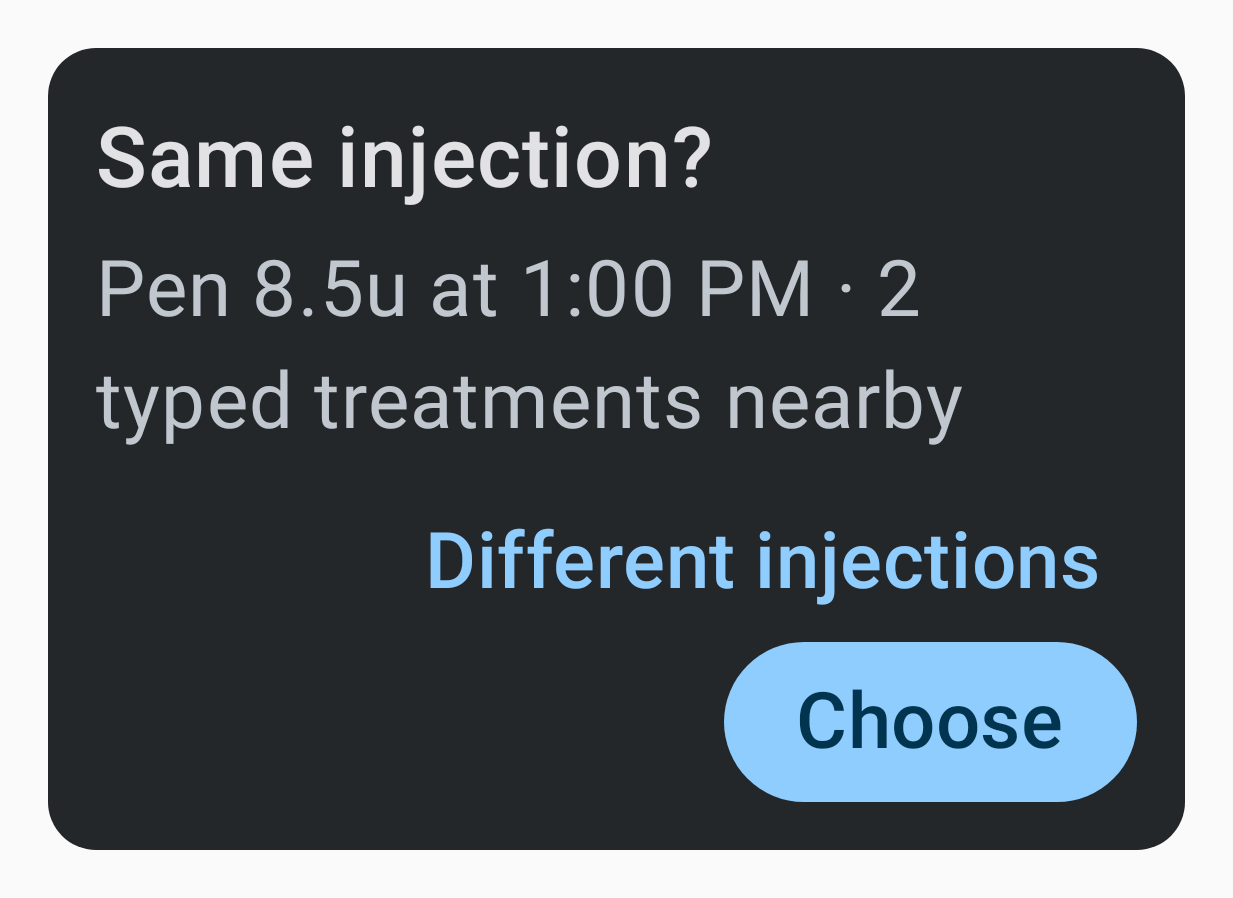 Same injection?
Pen 8.5u at 1:00 PM · 2
typed treatments nearby
Different injections
Choose